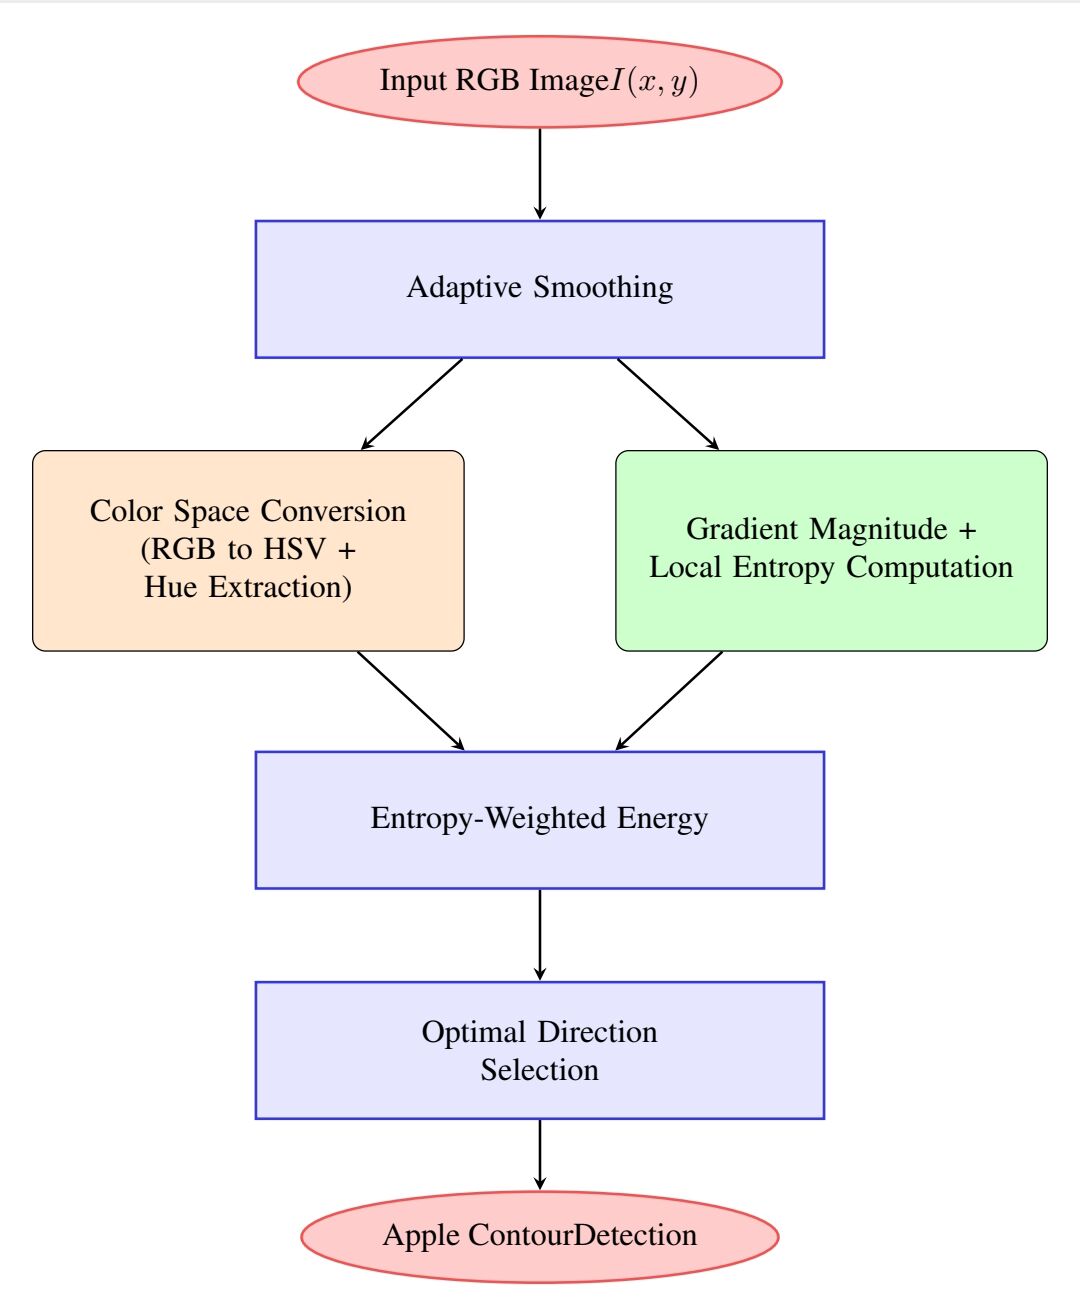 Input RGB ImageI(x, y)
Adaptive Smoothing
Color Space Conversion
(RGB to HSV +
Hue Extraction)
Gradient Magnitude +
Local Entropy Computation
Entropy-Weighted Energy
Optimal Direction
Selection
Apple ContourDetection